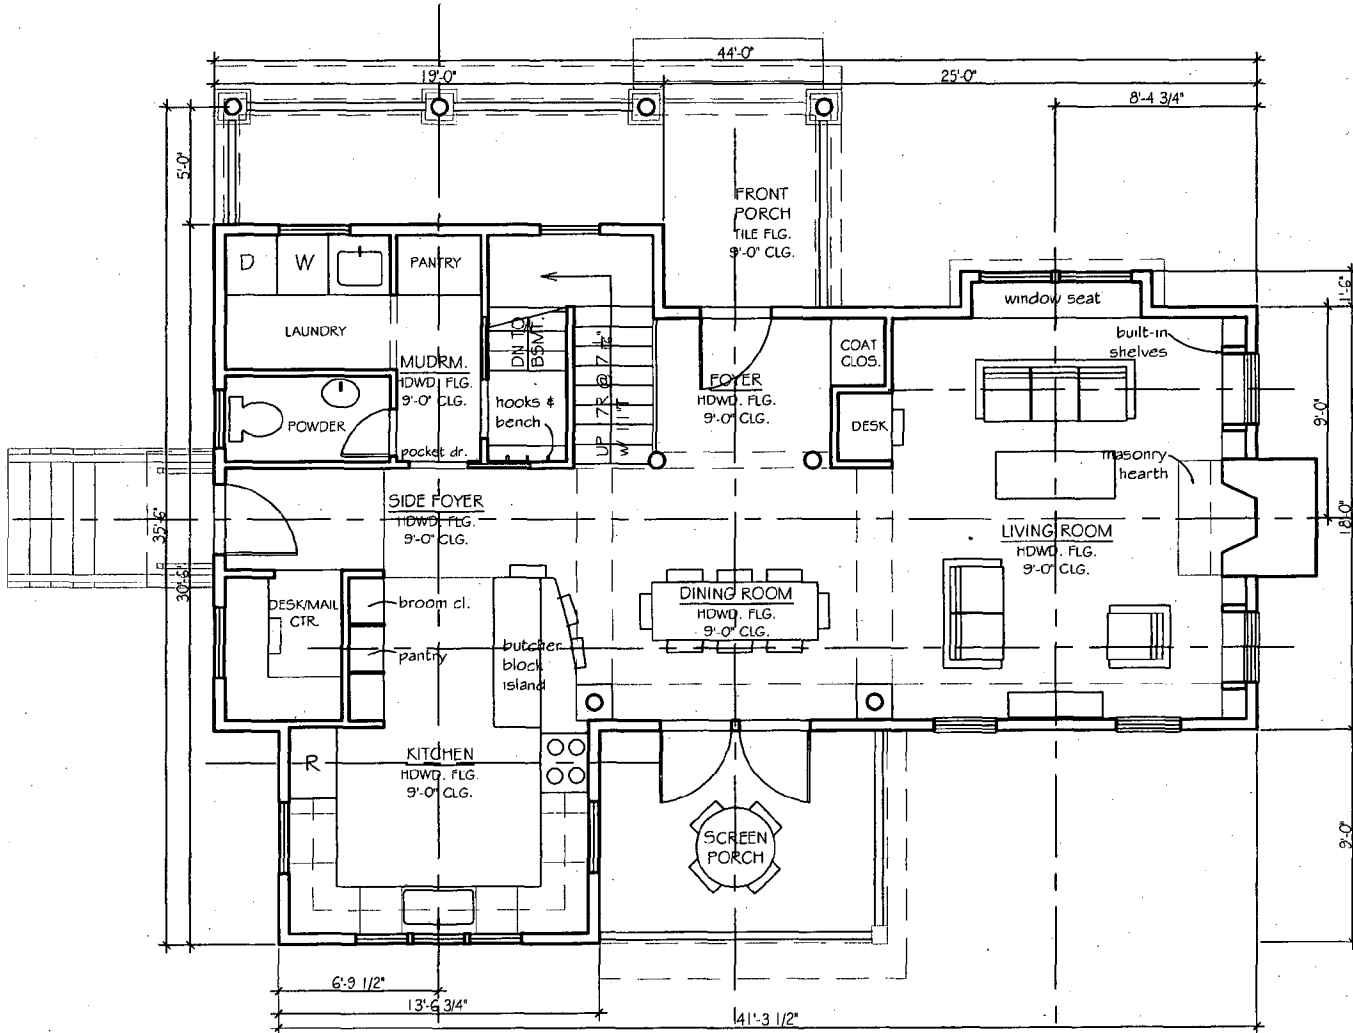 44'-0"
19'-0"
25'-0"
8'-4 3/4"
5'-0"
FRONT
PORCH
TILE FLG.
9'-0" CLG.
D
W
PANTRY
1'-6"
window seat
LAUNDRY
DN TO
BSMT.
UP 17R @ 7
W/ 11"T
COAT
CLOS.
built-in
shelves
MUDRM.
HDWD. FLG.
9'-0" CLG.
FOYER
HDWD. FLG.
9'-0" CLG.
hooks &
bench
POWDER
DESK
9'-0"
pocket dr.
masonry
hearth
SIDE FOYER
HDWD. FLG.
9'-0" CLG.
35'-6"
30'-6"
LIVING ROOM
HDWD. FLG.
9'-0" CLG.
18'-0"
DESK/MAIL
CTR.
broom cl.
DINING ROOM
HDWD. FLG.
9'-0" CLG.
pantry
butcher
block
island
R
KITCHEN
HDWD. FLG.
9'-0" CLG.
SCREEN
PORCH
9'-0"
6'-9 1/2"
13'-6 3/4"
41'-3 1/2"